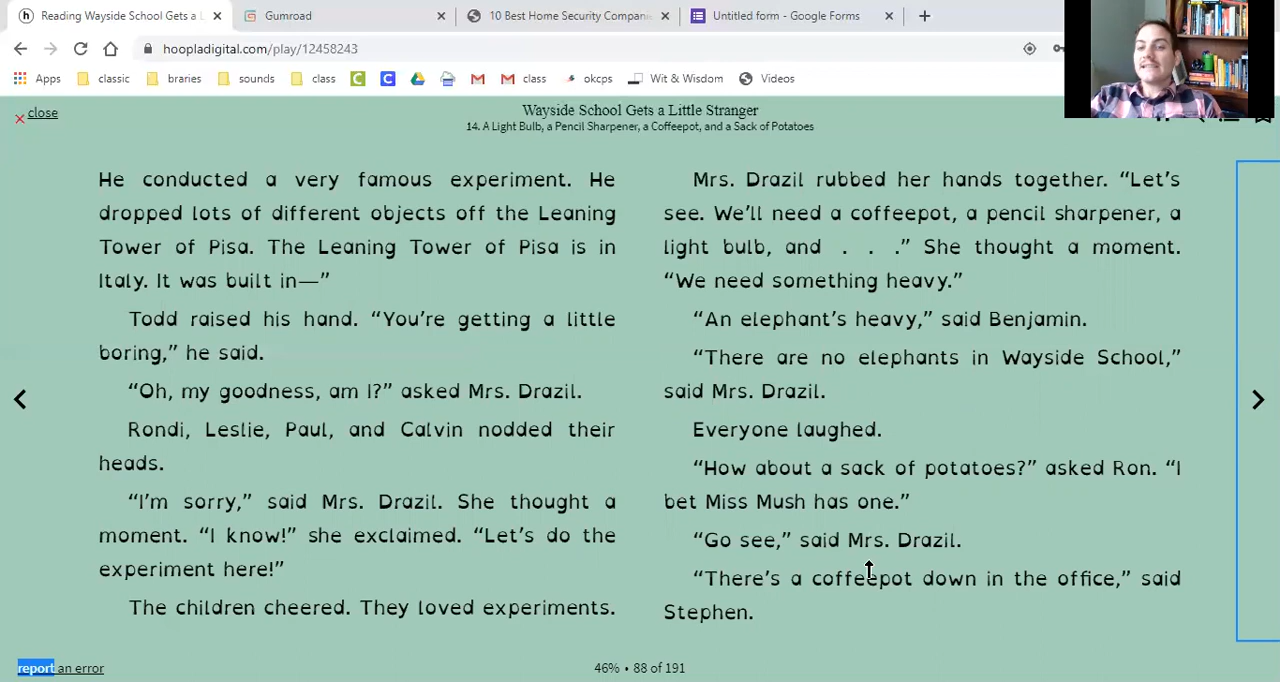 Reading Wayside School Gets a L
Gumroad
10 Best Home Security Compani
Untitled form - Google Forms
hoopladigital.com/play/12458243
Apps
classic
braries
sounds
class
class
okcps
Wit & Wisdom
Videos
close
Wayside School Gets a Little Stranger
14. A Light Bulb, a Pencil Sharpener, a Coffeepot, and a Sack of Potatoes
He conducted a very famous experiment. He
dropped lots of different objects off the Leaning
Tower of Pisa. The Leaning Tower of Pisa is in
Italy. It was built in—”
Todd raised his hand. “You’re getting a little
boring,” he said.
“Oh, my goodness, am I?” asked Mrs. Drazil.
Rondi, Leslie, Paul, and Calvin nodded their
heads.
“I’m sorry,” said Mrs. Drazil. She thought a
moment. “I know!” she exclaimed. “Let’s do the
experiment here!”
The children cheered. They loved experiments.
Mrs. Drazil rubbed her hands together. “Let’s
see. We’ll need a coffeepot, a pencil sharpener, a
light bulb, and . . .” She thought a moment.
“We need something heavy.”
“An elephant’s heavy,” said Benjamin.
“There are no elephants in Wayside School,”
said Mrs. Drazil.
Everyone laughed.
“How about a sack of potatoes?” asked Ron. “I
bet Miss Mush has one.”
“Go see,” said Mrs. Drazil.
“There’s a coffeepot down in the office,” said
Stephen.
report an error
46% • 88 of 191